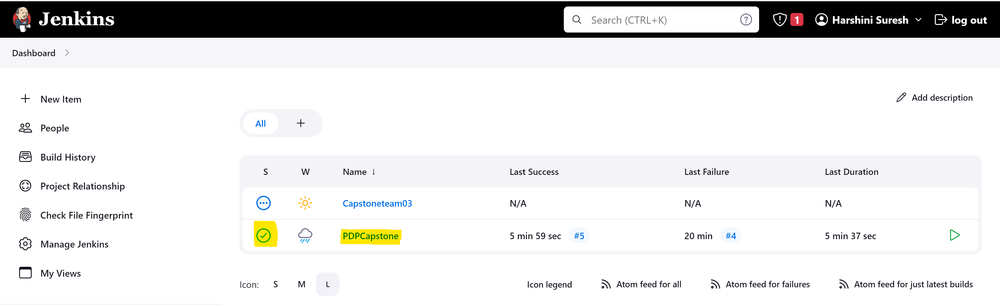 Jenkins
Search (CTRL+K)
1
Harshini Suresh
log out
Dashboard
New Item
People
Build History
Project Relationship
Check File Fingerprint
Manage Jenkins
My Views
Add description
All +
S W Name ↓ Last Success Last Failure Last Duration
Capstoneteam03 N/A N/A N/A
PDPCapstone 5 min 59 sec #5 20 min #4 5 min 37 sec
Icon: S M L
Icon legend Atom feed for all Atom feed for failures Atom feed for just latest builds